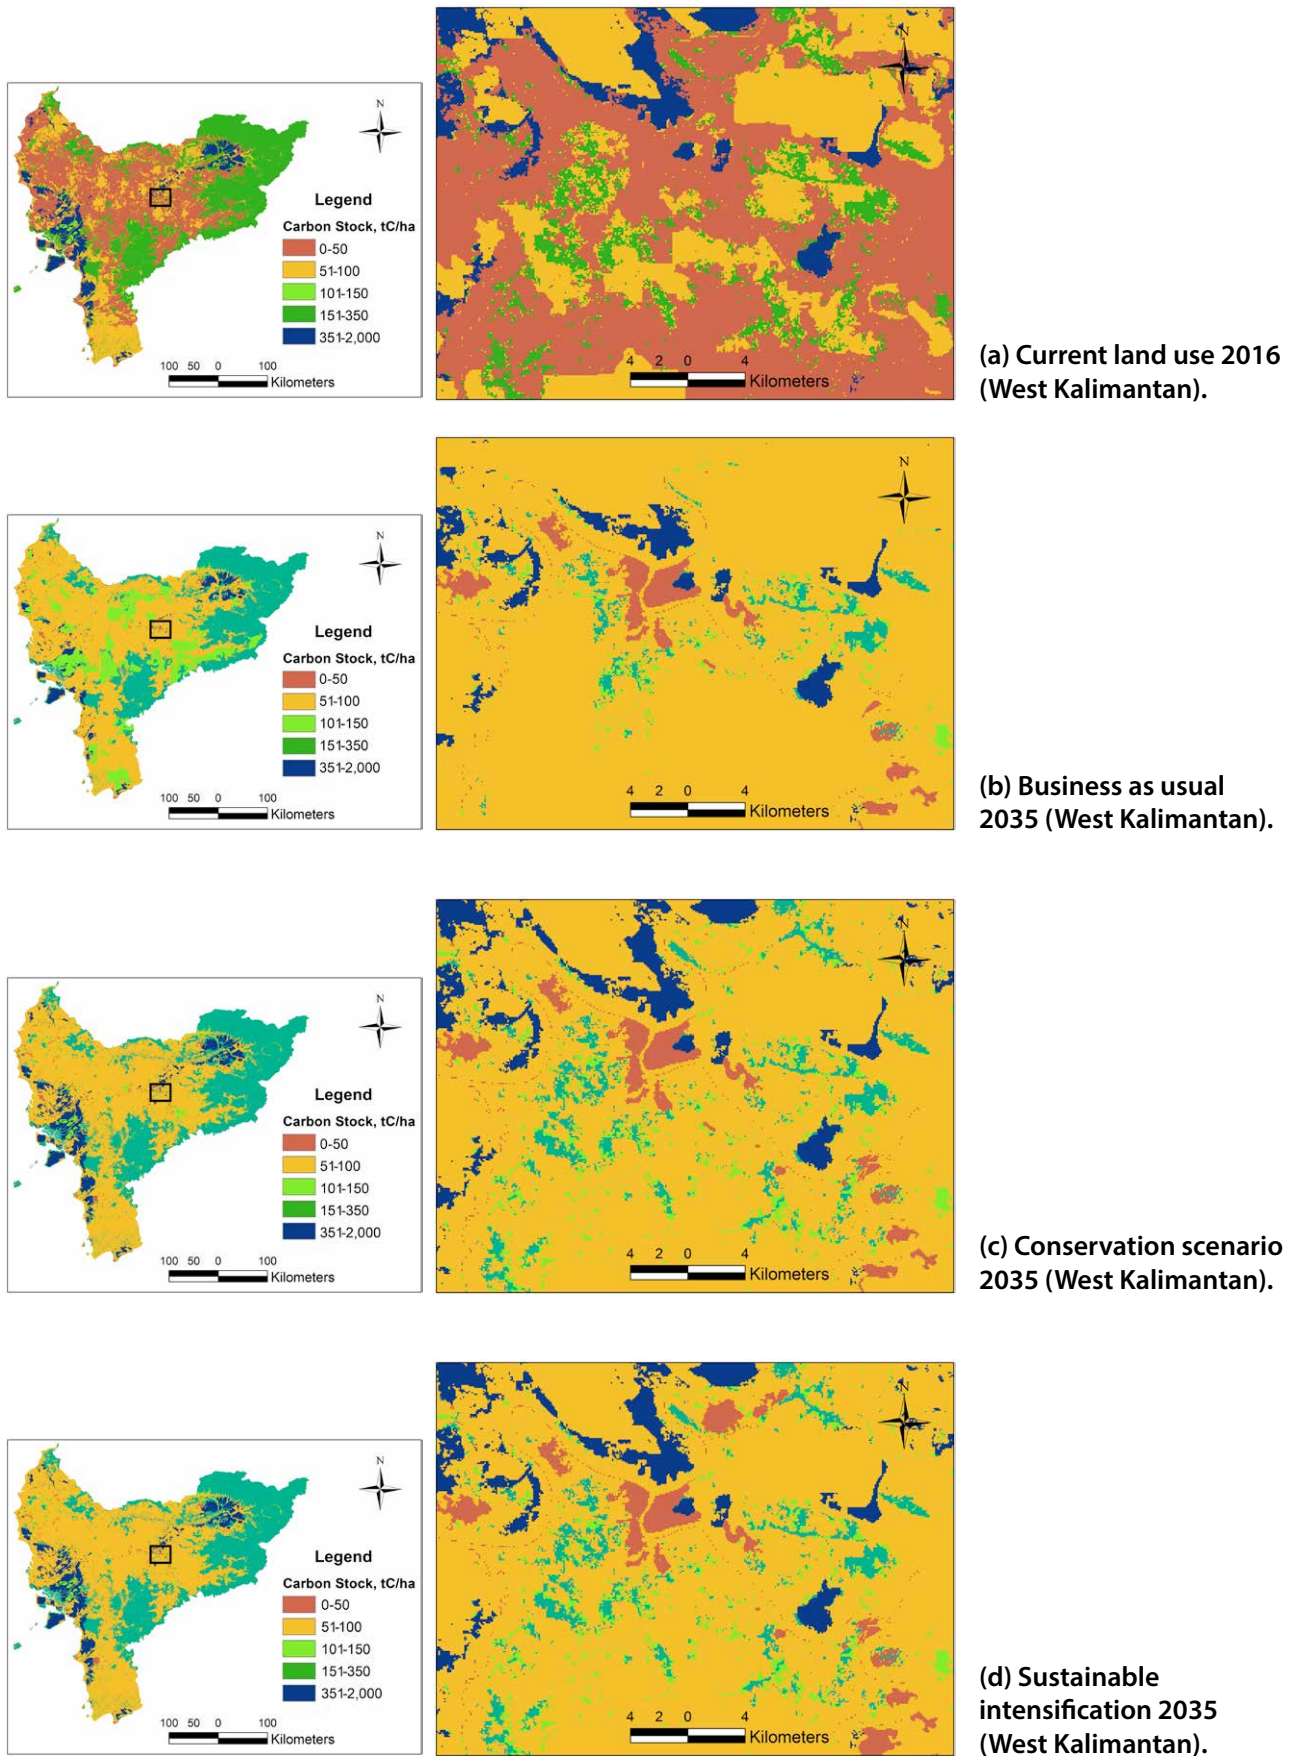 N
Legend
Carbon Stock, tC/ha
0-50
51-100
101-150
151-350
351-2,000
100 50 0 100
Kilometers
N
4 2 0 4
Kilometers
(a) Current land use 2016
(West Kalimantan).
N
Legend
Carbon Stock, tC/ha
0-50
51-100
101-150
151-350
351-2,000
100 50 0 100
Kilometers
N
4 2 0 4
Kilometers
(b) Business as usual
2035 (West Kalimantan).
N
Legend
Carbon Stock, tC/ha
0-50
51-100
101-150
151-350
351-2,000
100 50 0 100
Kilometers
N
4 2 0 4
Kilometers
(c) Conservation scenario
2035 (West Kalimantan).
N
Legend
Carbon Stock, tC/ha
0-50
51-100
101-150
151-350
351-2,000
100 50 0 100
Kilometers
N
4 2 0 4
Kilometers
(d) Sustainable
intensification 2035
(West Kalimantan).